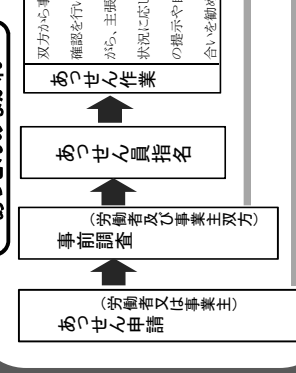 あっせん申請
（労働者又は事業主）
事前調査
（労働者及び事業主双方）
あっせん員指名
あっせん作業
双方から事
確認を行い
がら、主張
状況に応じ
の提示や
合いを勧め